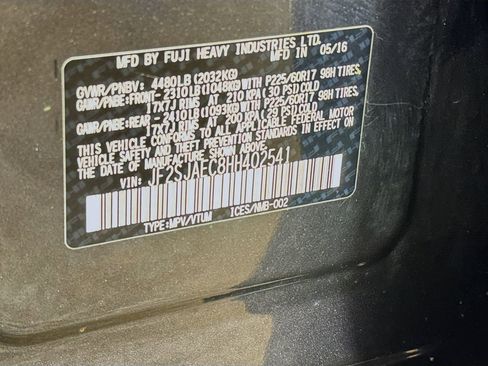 MFD BY FUJI HEAVY INDUSTRIES LTD.
MFD IN 05/16
GVWR/PNBV: 4480LB(2032KG)
GAWR/PNBE:FRONT- 2310LB(1048KG)WITH P225/60R17 98H TIRES,
17X7J RIMS AT 210 KPA(30 PSI)COLD
GAWR/PNBE:REAR - 2410LB(1093KG)WITH P225/60R17 98H TIRES,
17X7J RIMS AT 200 KPA(29 PSI)COLD
THIS VEHICLE CONFORMS TO ALL APPLICABLE FEDERAL MOTOR
VEHICLE SAFETY AND THEFT PREVENTION STANDARDS IN EFFECT ON
THE DATE OF MANUFACTURE SHOWN ABOVE.
VIN: JF2SJAEC8HH402541
TYPE:MPV/VTUM ICES/NMB-002